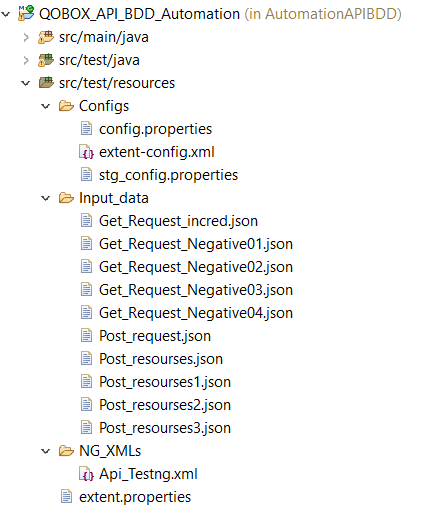 QOBOX_API_BDD_Automation (in AutomationAPIBDD)
src/main/java
src/test/java
src/test/resources
Configs
config.properties
extent-config.xml
stg_config.properties
Input_data
Get_Request_incred.json
Get_Request_Negative01.json
Get_Request_Negative02.json
Get_Request_Negative03.json
Get_Request_Negative04.json
Post_request.json
Post_resourses.json
Post_resourses1.json
Post_resourses2.json
Post_resourses3.json
NG_XMLs
Api_Testng.xml
extent.properties